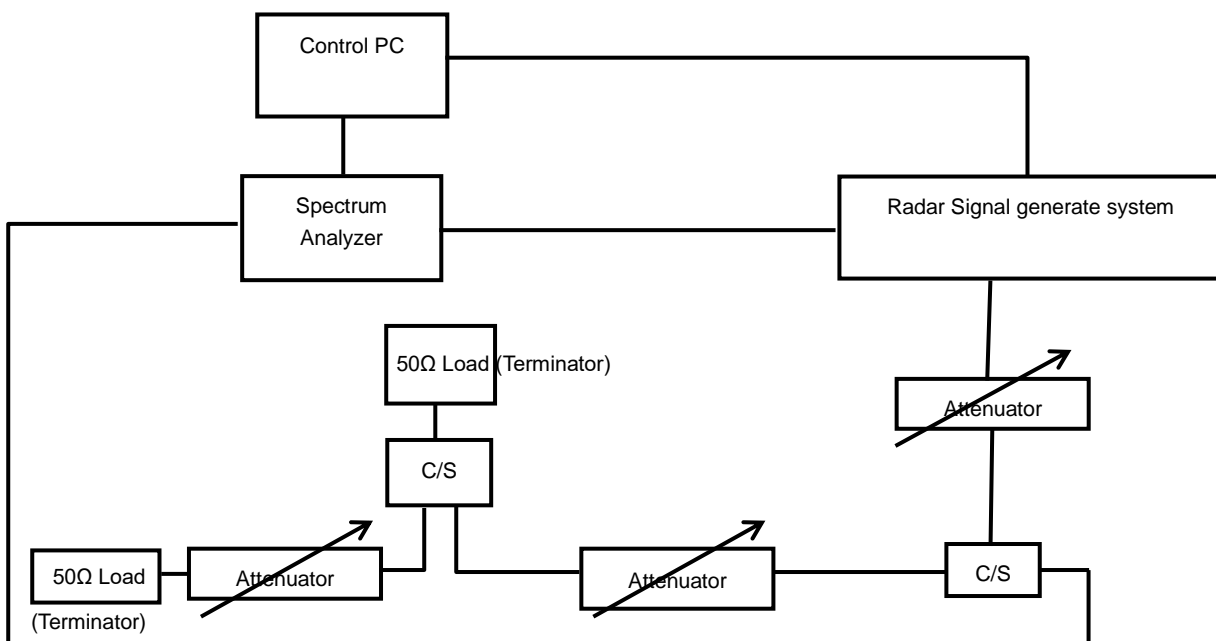 Control PC
Spectrum
Analyzer
Radar Signal generate system
50Ω Load (Terminator)
Attenuator
C/S
50Ω Load
(Terminator)
Attenuator
Attenuator
C/S